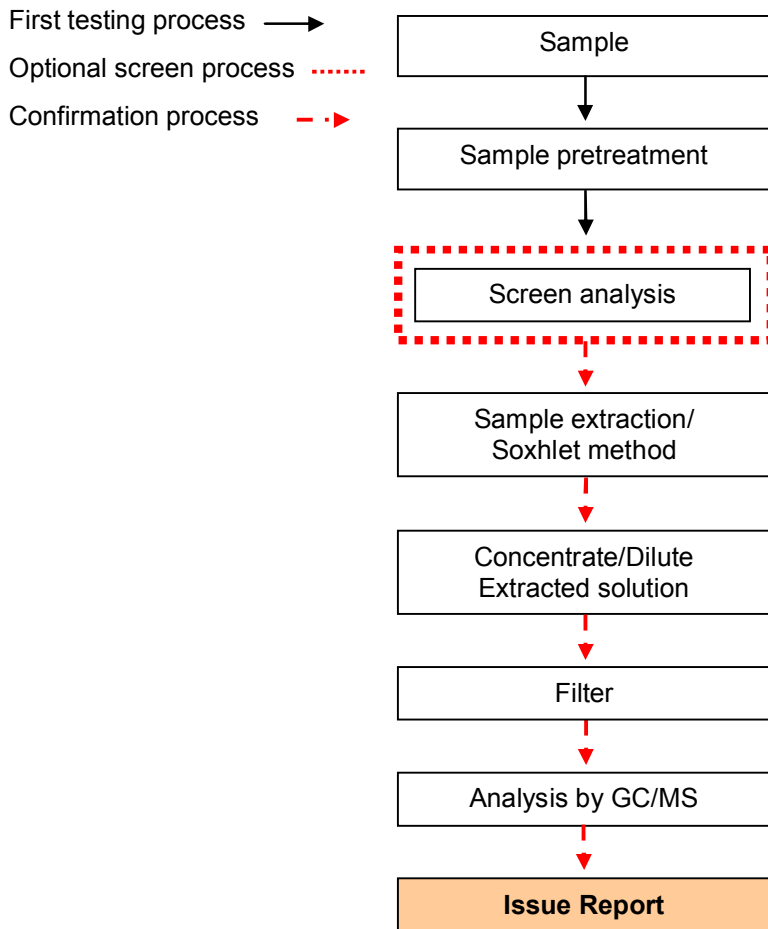 First testing process
Optional screen process
Confirmation process
Sample
Sample pretreatment
Screen analysis
Sample extraction/
Soxhlet method
Concentrate/Dilute
Extracted solution
Filter
Analysis by GC/MS
Issue Report